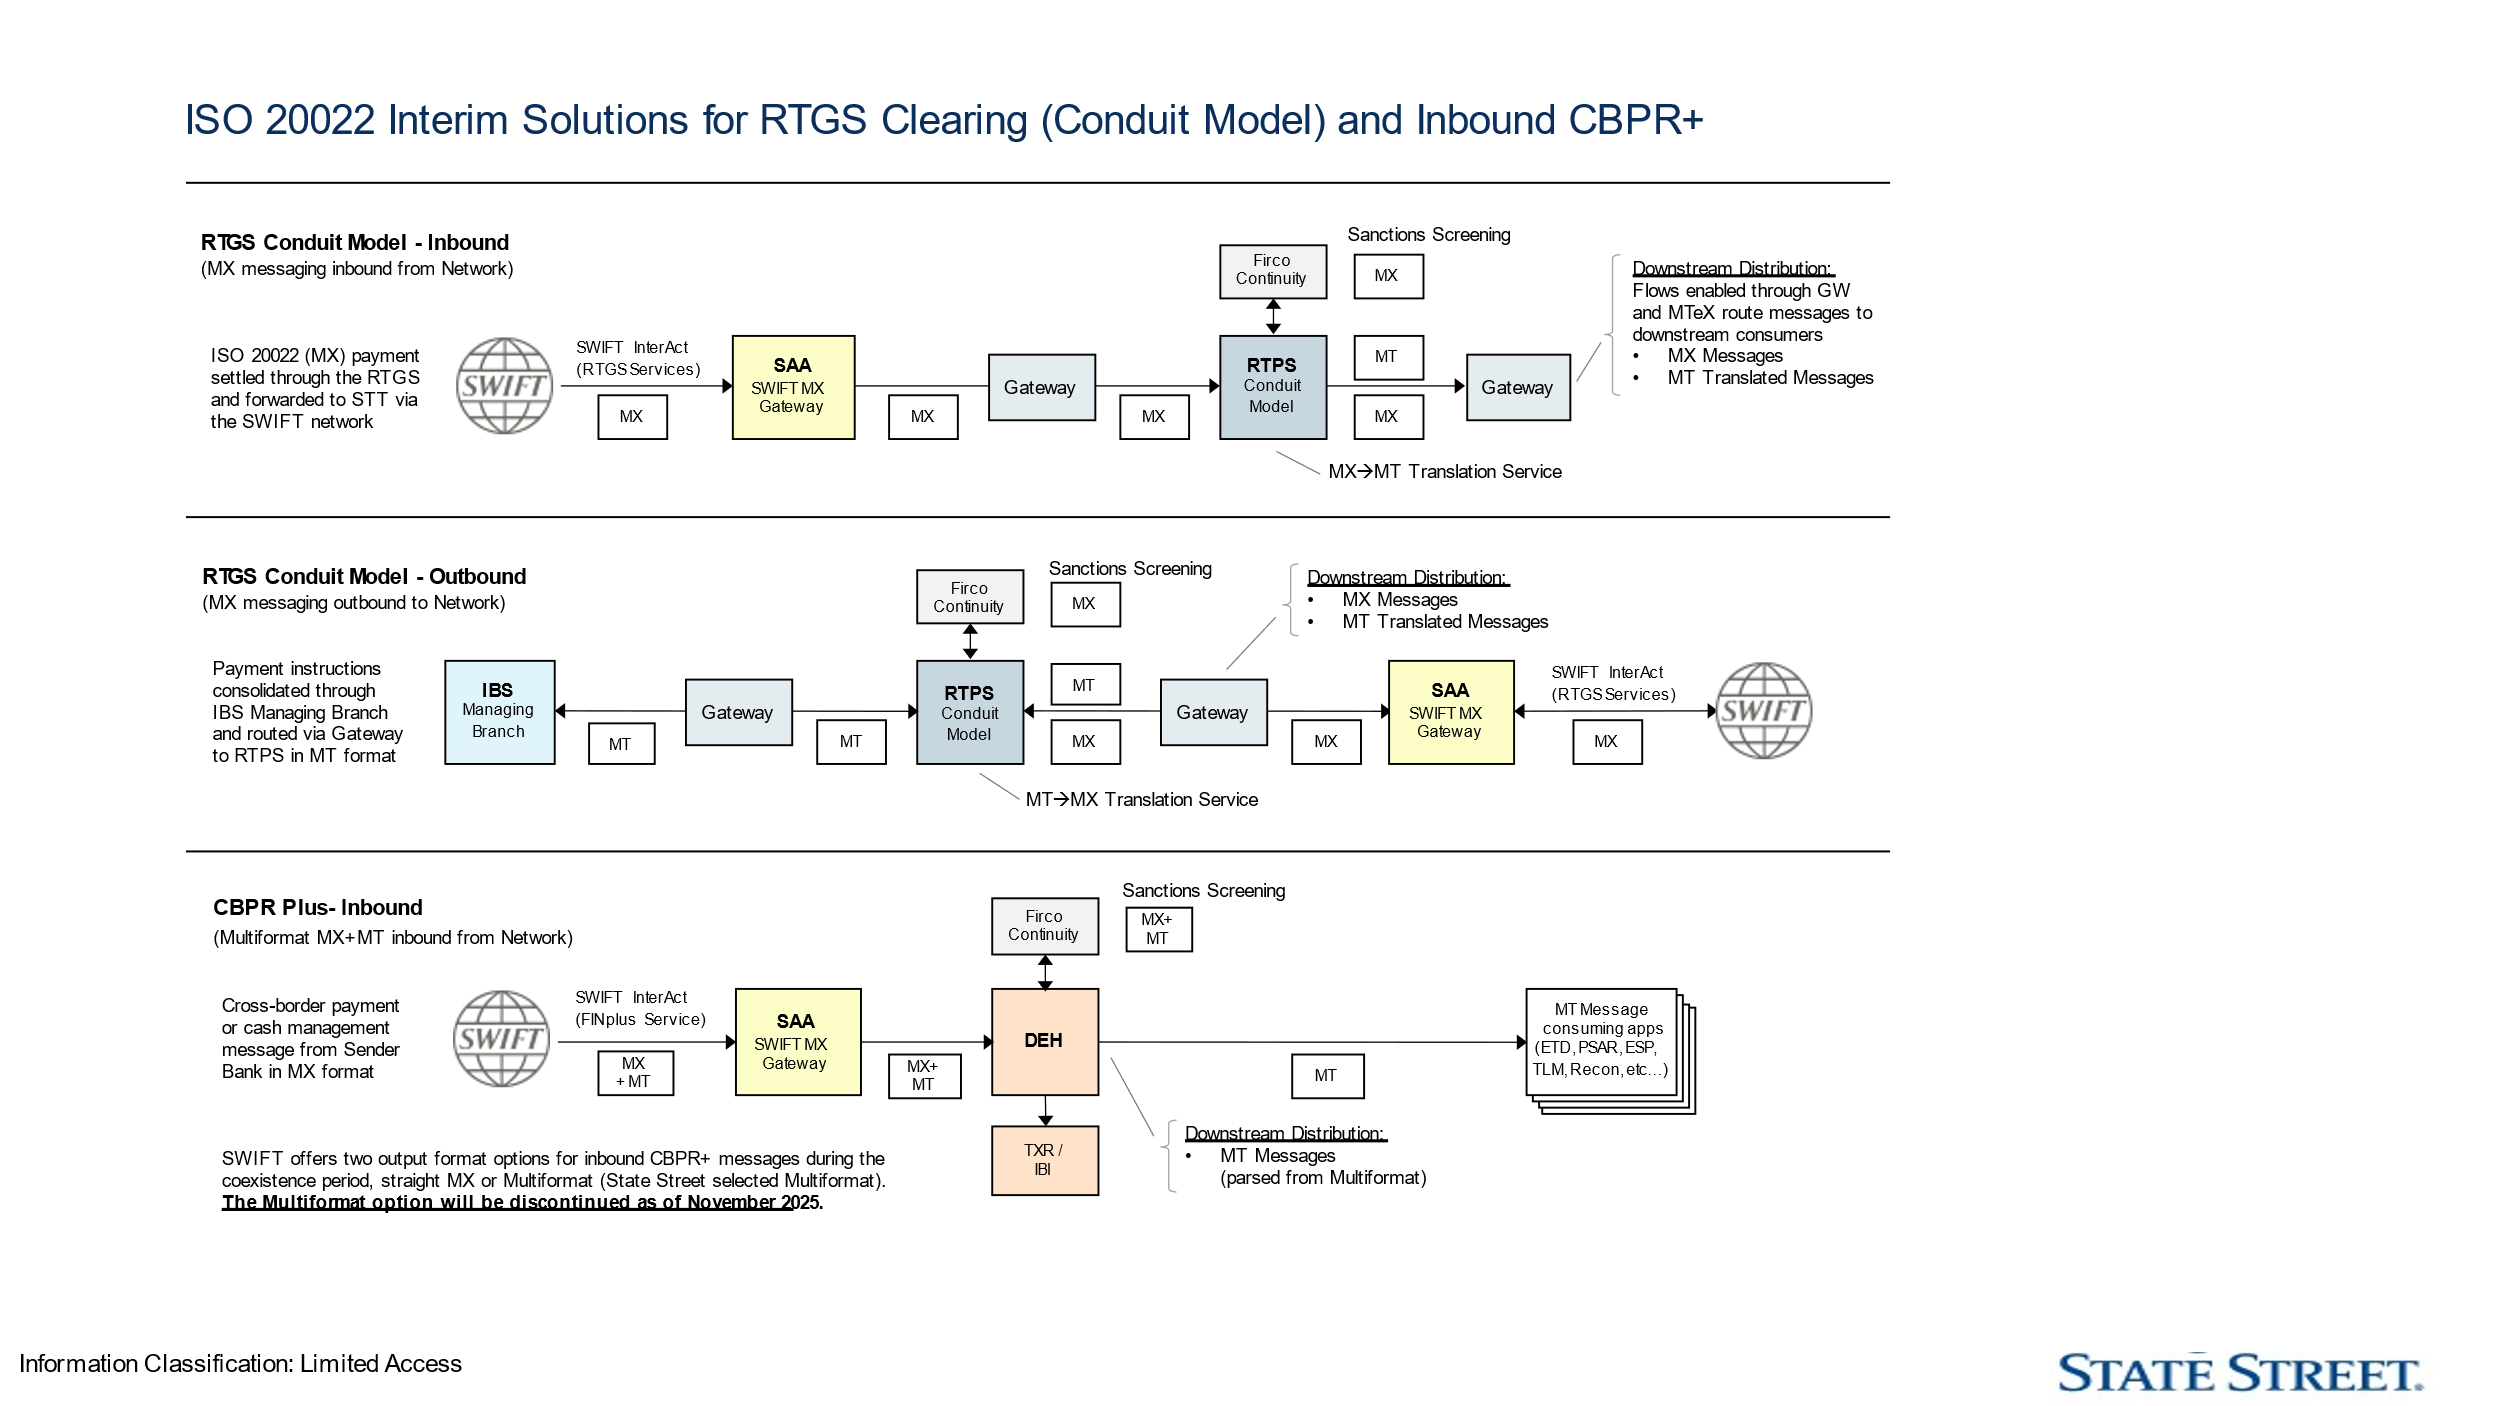 ISO 20022 Interim Solutions for RTGS Clearing (Conduit Model) and Inbound CBPR+
RTGS Conduit Model - Inbound
(MX messaging inbound from Network)
ISO 20022 (MX) payment
settled through the RTGS
and forwarded to STT via
the SWIFT network
SWIFT
SWIFT InterAct
(RTGS Services)
MX
SAA
SWIFT MX
Gateway
MX
Gateway
MX
Firco
Continuity
Sanctions Screening
MX
RTPS
Conduit
Model
MT
MX
Gateway
MX→MT Translation Service
Downstream Distribution:
Flows enabled through GW
and MTeX route messages to
downstream consumers
• MX Messages
• MT Translated Messages
RTGS Conduit Model - Outbound
(MX messaging outbound to Network)
Payment instructions
consolidated through
IBS Managing Branch
and routed via Gateway
to RTPS in MT format
IBS
Managing
Branch
MT
Gateway
MT
Firco
Continuity
Sanctions Screening
MX
RTPS
Conduit
Model
MT
MX
MT→MX Translation Service
Gateway
Downstream Distribution:
• MX Messages
• MT Translated Messages
MX
SAA
SWIFT MX
Gateway
SWIFT InterAct
(RTGS Services)
MX
SWIFT
CBPR Plus- Inbound
(Multiformat MX+MT inbound from Network)
Cross-border payment
or cash management
message from Sender
Bank in MX format
SWIFT
SWIFT InterAct
(FINplus Service)
MX
+ MT
SAA
SWIFT MX
Gateway
MX+
MT
Firco
Continuity
Sanctions Screening
MX+
MT
DEH
TXR /
IBI
MT
MT Message
consuming apps
(ETD, PSAR, ESP,
TLM, Recon, etc...)
Downstream Distribution:
• MT Messages
(parsed from Multiformat)
SWIFT offers two output format options for inbound CBPR+ messages during the
coexistence period, straight MX or Multiformat (State Street selected Multiformat).
The Multiformat option will be discontinued as of November 2025.
Information Classification: Limited Access
STATE STREET.